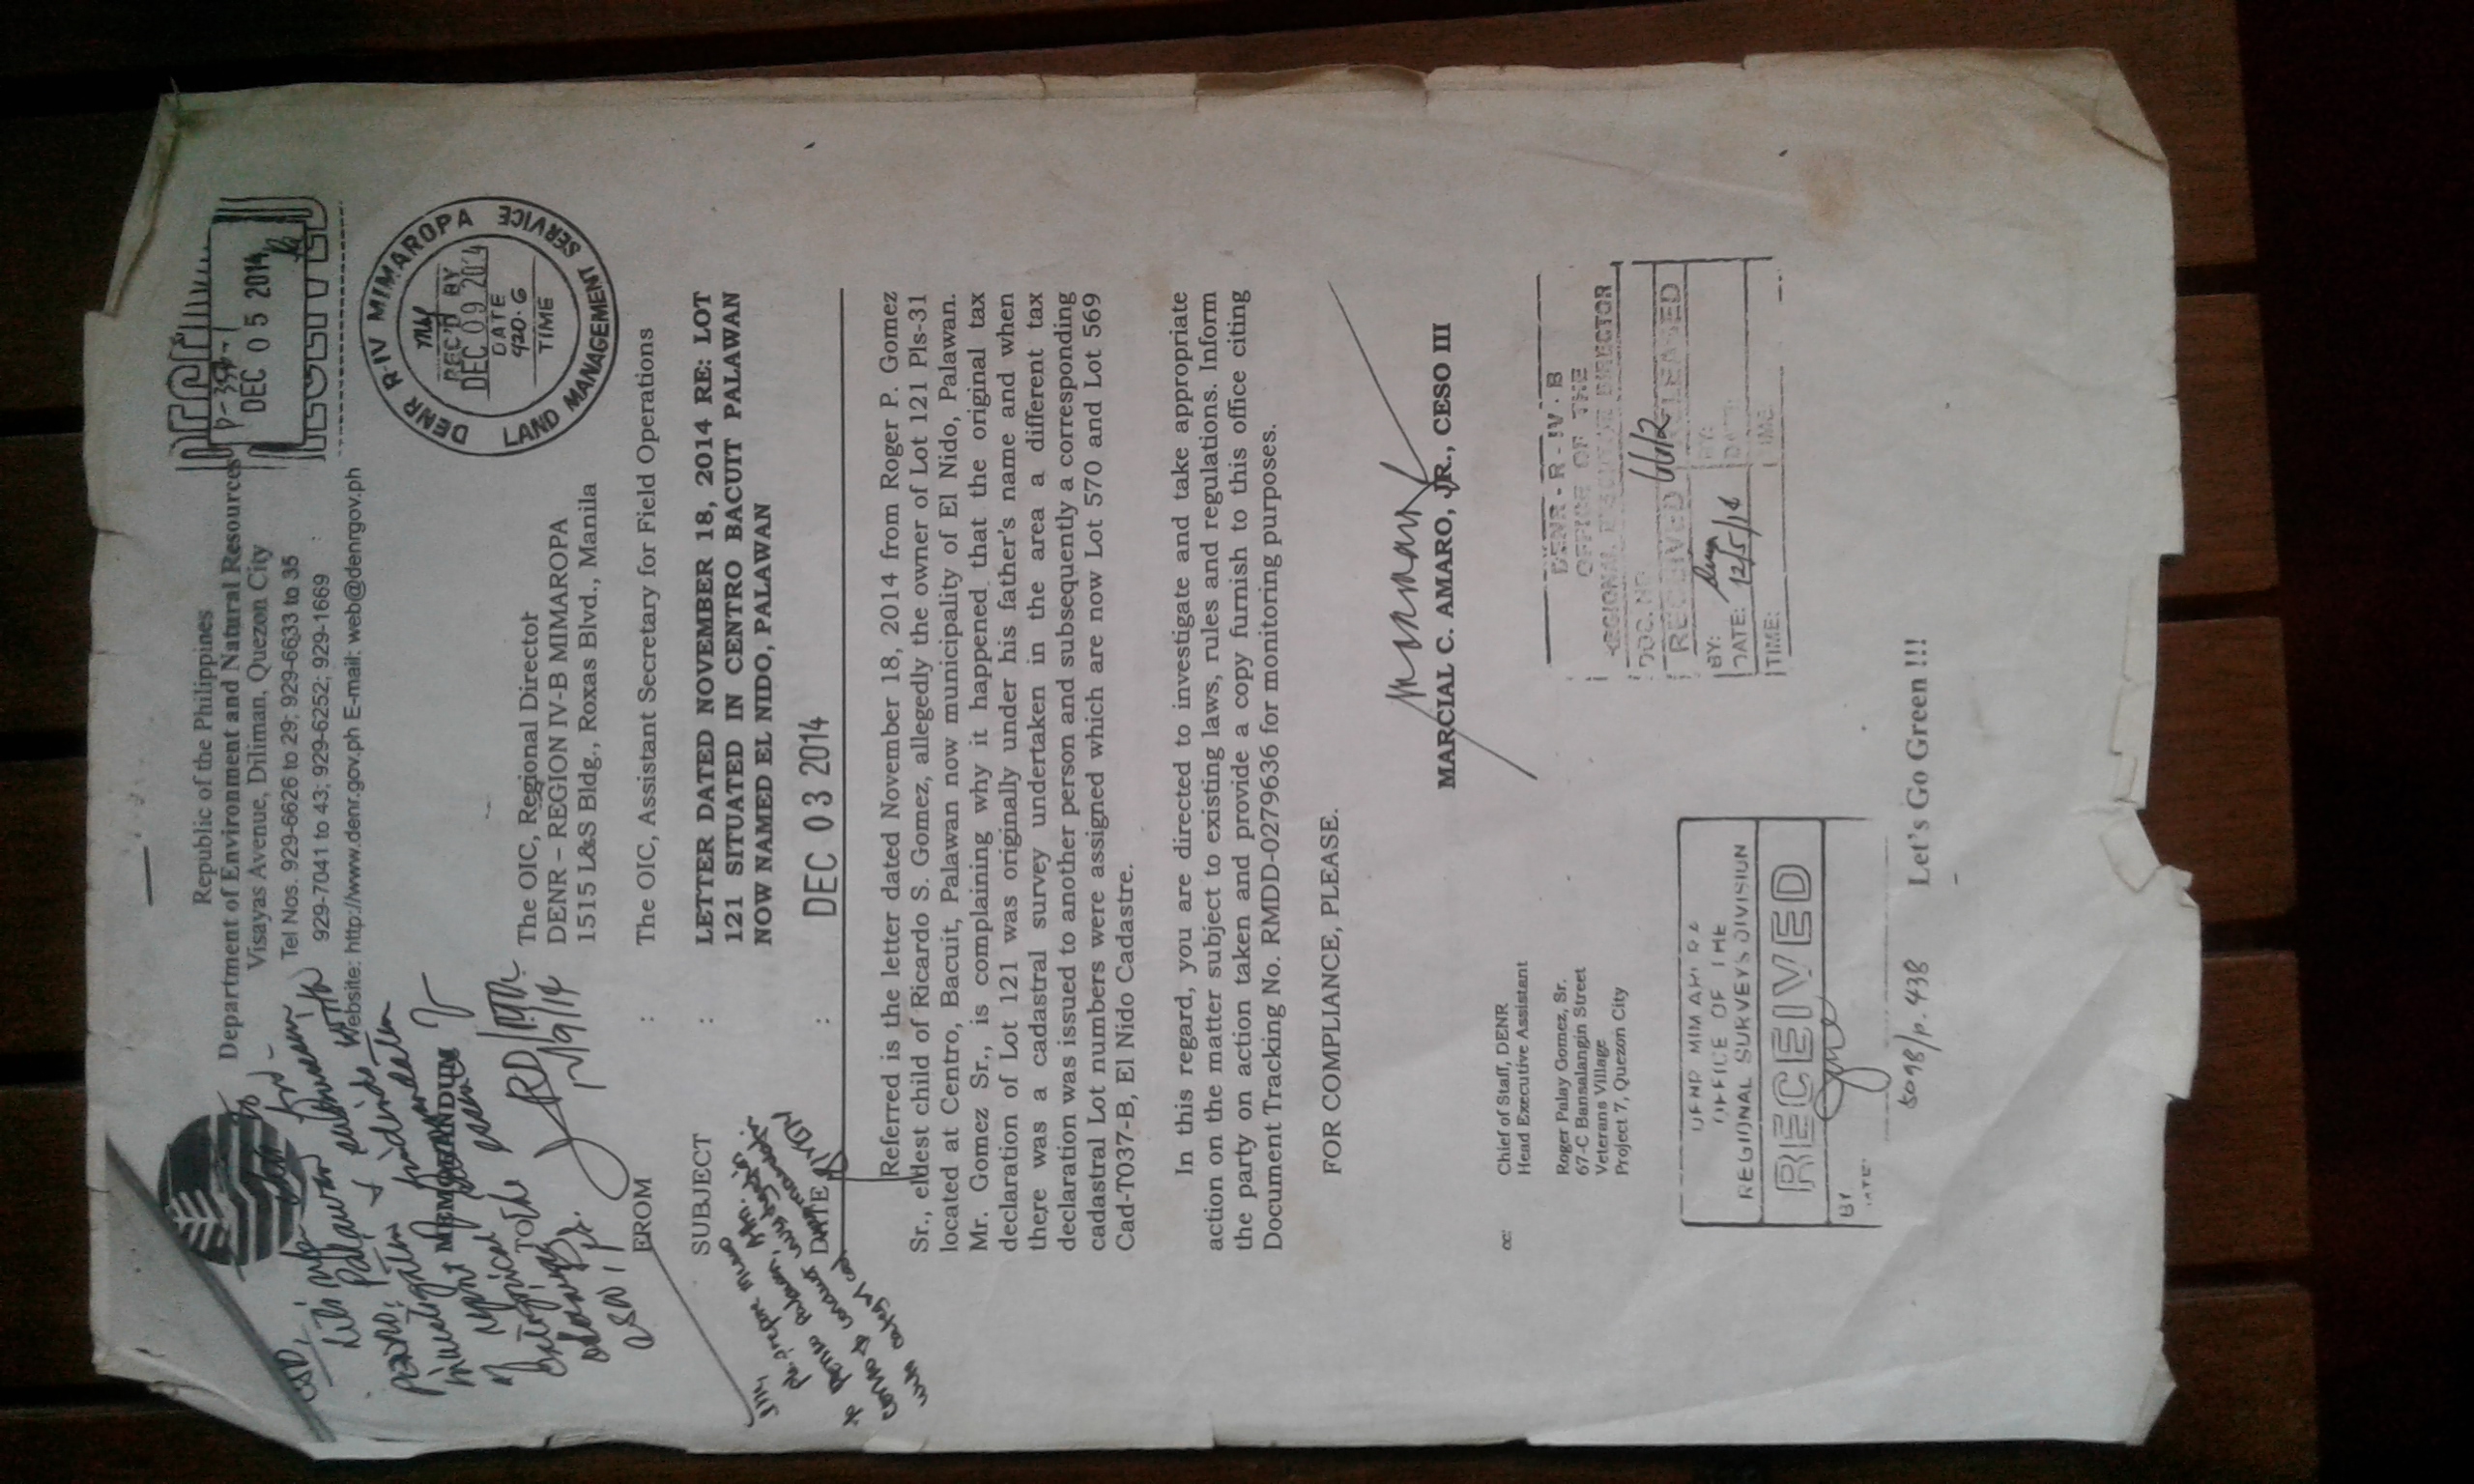 Republic of the Philippines
Department of Environment and Natural Resources
Visayas Avenue, Diliman, Quezon City
Tel Nos. 929-6626 to 29; 929-6633 to 35
929-7041 to 43; 929-6252; 929-1669
Website: http://www.denr.gov.ph E-mail: web@denrgov.ph
DEC 05 2014
DENR R-IV MIMAROPA
LAND MANAGEMENT SERVICE
REC'D BY
DEC 09 2014
DATE
TIME
MEMORANDUM
TO
The OIC, Regional Director
DENR – REGION IV-B MIMAROPA
1515 L&S Bldg., Roxas Blvd., Manila
FROM : The OIC, Assistant Secretary for Field Operations
SUBJECT : LETTER DATED NOVEMBER 18, 2014 RE: LOT
121 SITUATED IN CENTRO BACUIT PALAWAN
NOW NAMED EL NIDO, PALAWAN
DATE : DEC 03 2014
Referred is the letter dated November 18, 2014 from Roger P. Gomez
Sr., eldest child of Ricardo S. Gomez, allegedly the owner of Lot 121 Pls-31
located at Centro, Bacuit, Palawan now municipality of El Nido, Palawan.
Mr. Gomez Sr., is complaining why it happened that the original tax
declaration of Lot 121 was originally under his father's name and when
there was a cadastral survey undertaken in the area a different tax
declaration was issued to another person and subsequently a corresponding
cadastral Lot numbers were assigned which are now Lot 570 and Lot 569
Cad-T037-B, El Nido Cadastre.
In this regard, you are directed to investigate and take appropriate
action on the matter subject to existing laws, rules and regulations. Inform
the party on action taken and provide a copy furnish to this office citing
Document Tracking No. RMDD-0279636 for monitoring purposes.
FOR COMPLIANCE, PLEASE.
MARCIAL C. AMARO, JR., CESO III
cc: Chief of Staff, DENR
Head Executive Assistant
Roger Palay Gomez, Sr.
67-C Bansalangin Street
Veterans Village
Project 7, Quezon City
DENR - R - IV - B
OFFICE OF THE
REGIONAL EXECUTIVE DIRECTOR
DOC. NO.
RECEIVED RELEASED
BY: BY:
DATE: 12/5/14 DATE:
TIME: TIME:
OFFICE OF THE
REGIONAL SURVEYS DIVISION
RECEIVED
BY
DATE:
5098/p. 438
Let's Go Green !!!